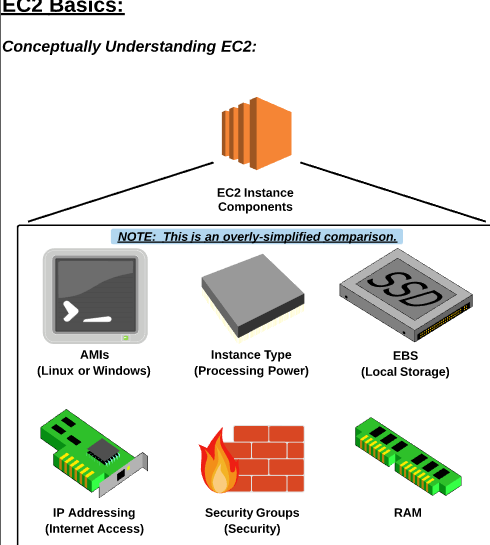 EC2 Basics:
Conceptually Understanding EC2:
EC2 Instance
Components
NOTE: This is an overly-simplified comparison.
SSD
AMIs
(Linux or Windows)
Instance Type
(Processing Power)
EBS
(Local Storage)
IP Addressing
(Internet Access)
Security Groups
(Security)
RAM